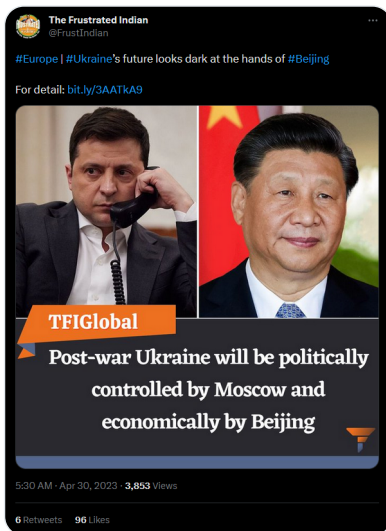 The Frustrated Indian
@FrustIndian
#Europe | #Ukraine's future looks dark at the hands of #Beijing
For detail: bit.ly/3AATkA9
TFIGlobal
Post-war Ukraine will be politically
controlled by Moscow and
economically by Beijing
5:30 AM · Apr 30, 2023 · 3,853 Views
6 Retweets 96 Likes